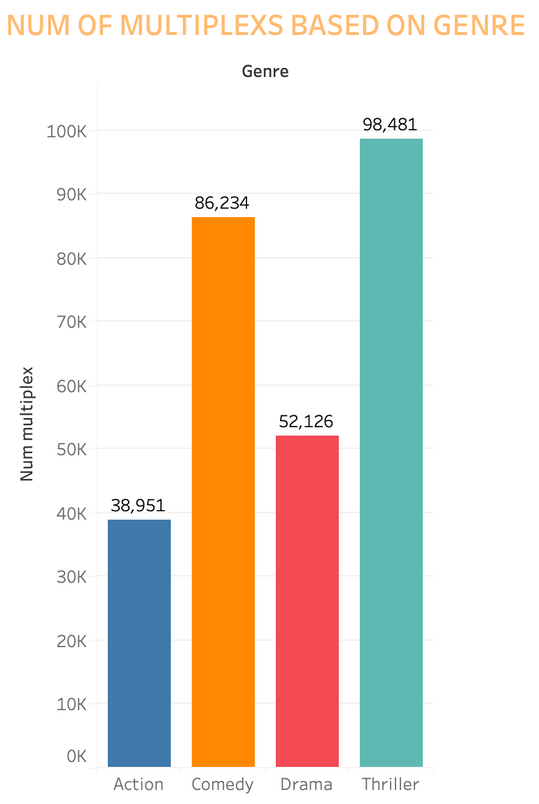 NUM OF MULTIPLEXS BASED ON GENRE
Genre
100K
90K
80K
70K
60K
50K
40K
30K
20K
10K
0K
Num multiplex
98,481
86,234
52,126
38,951
Action Comedy Drama Thriller